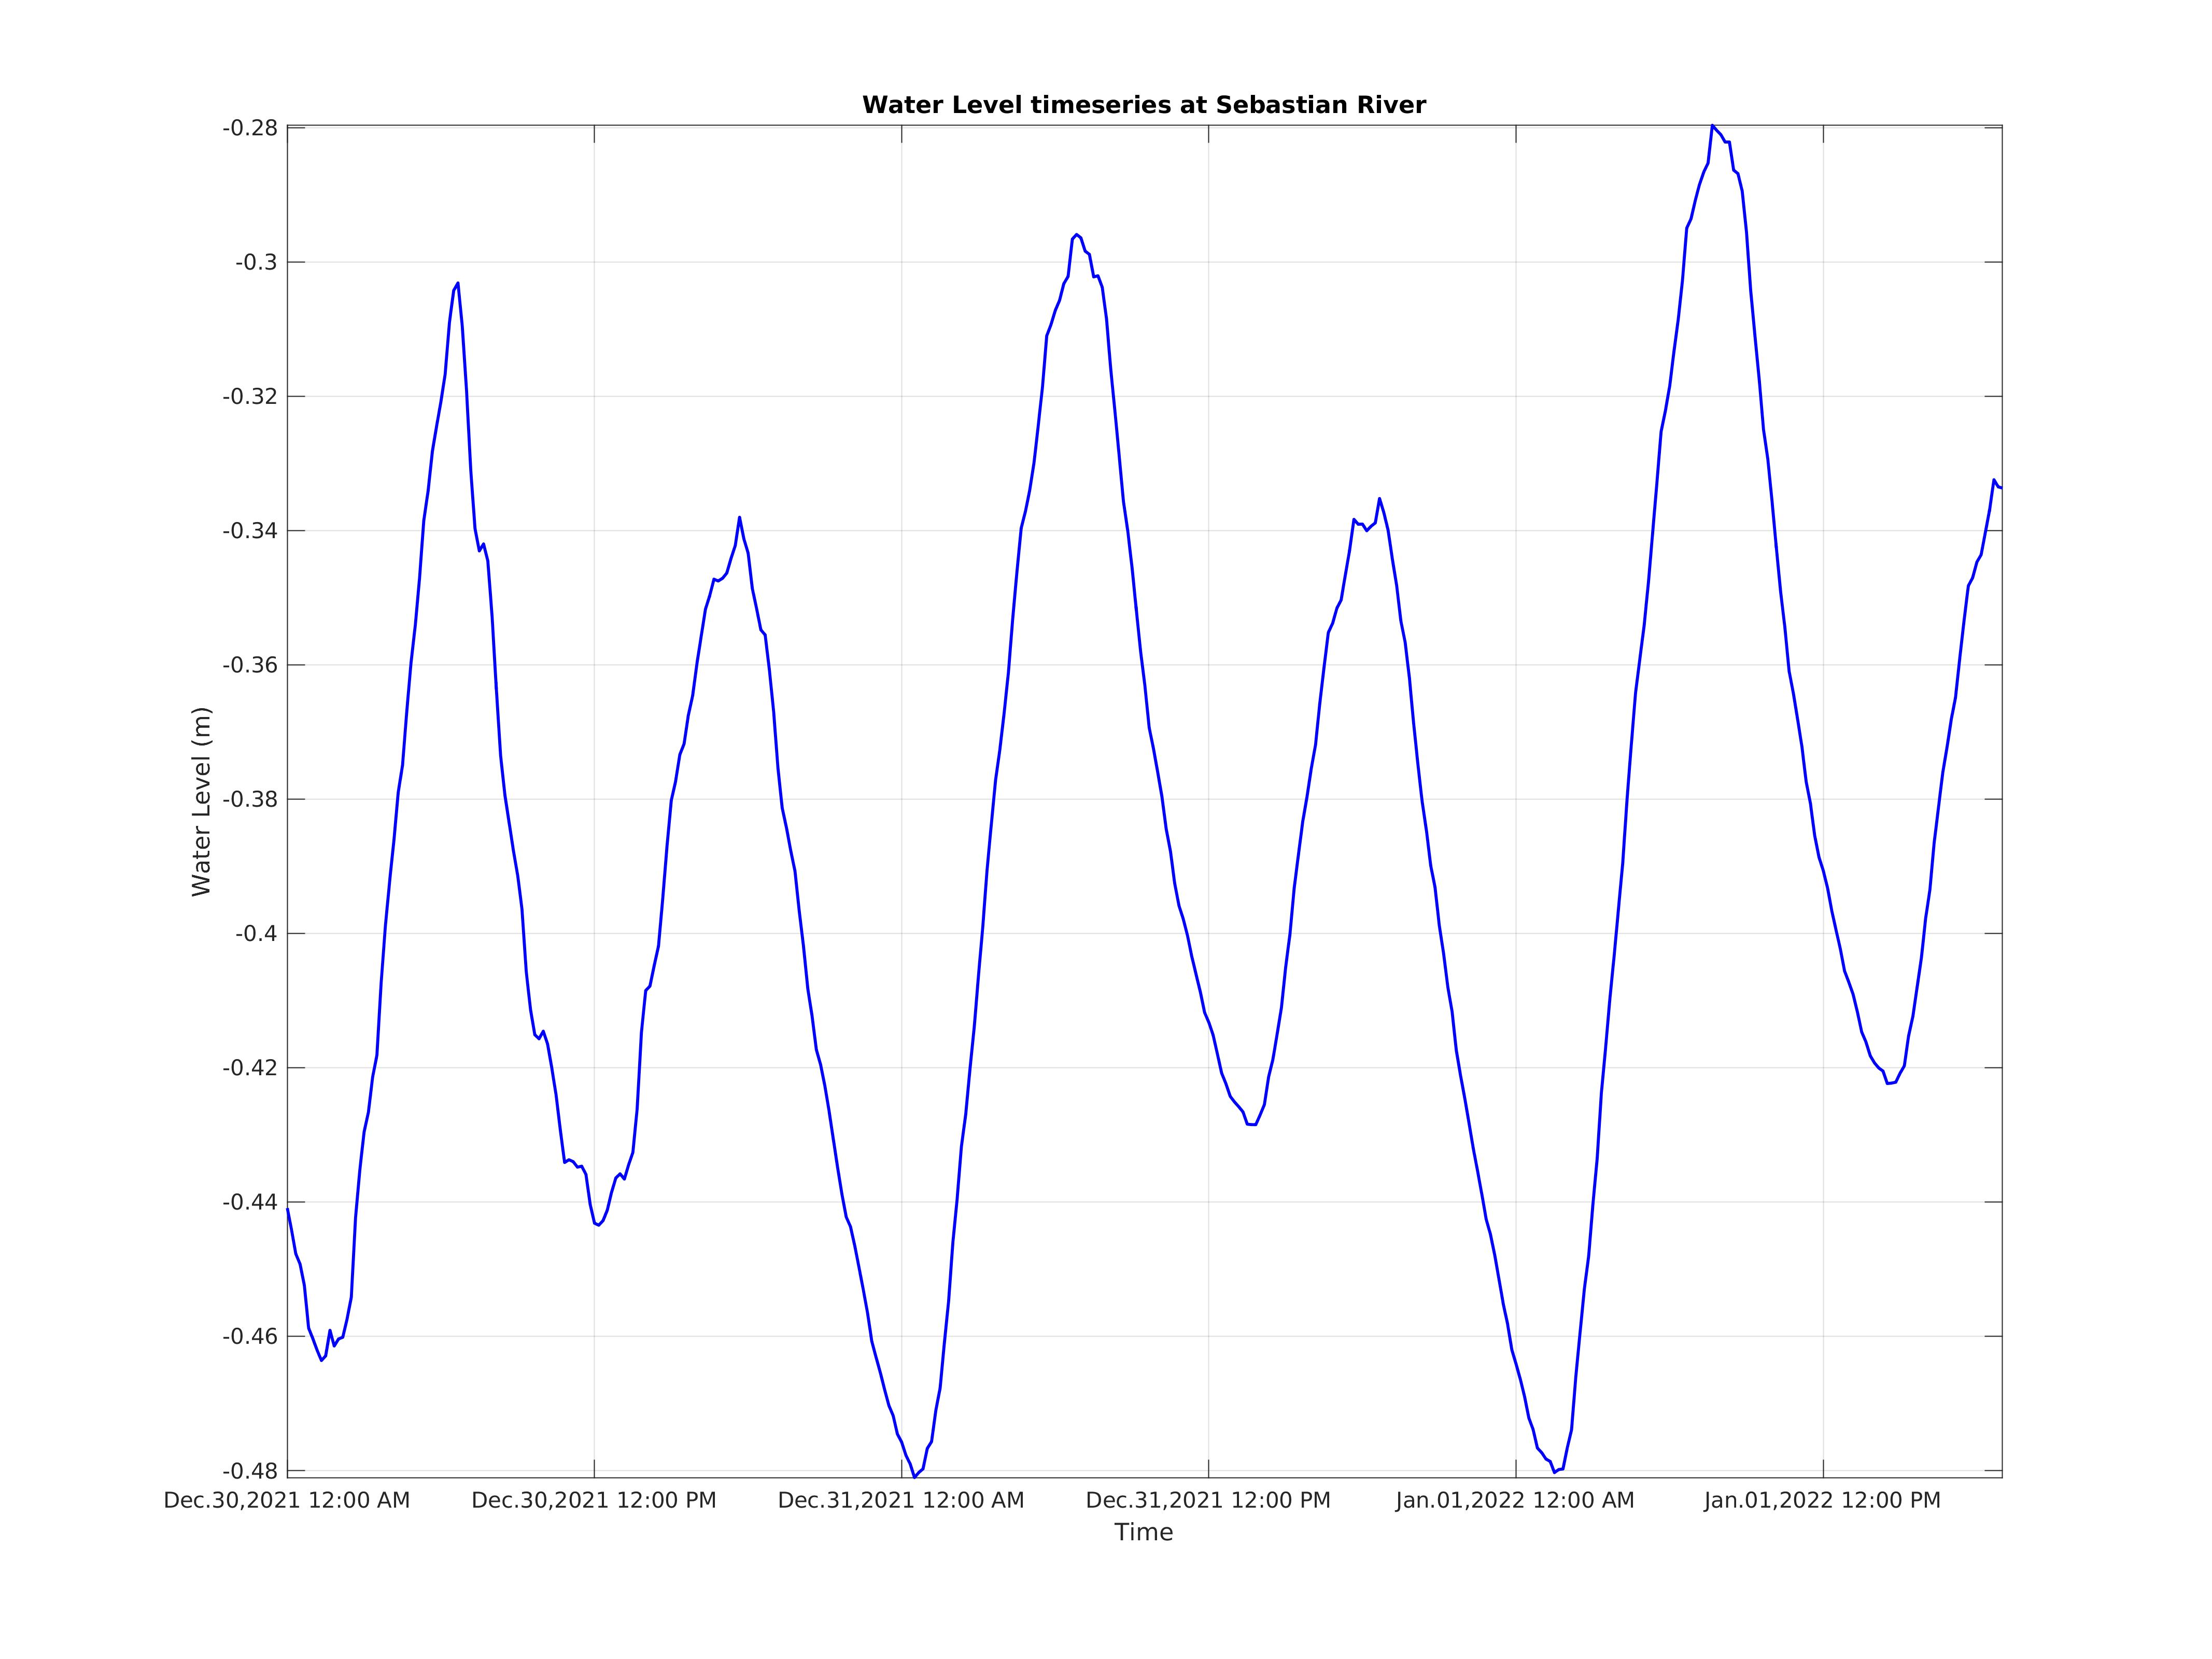 Water Level timeseries at Sebastian River
-0.28
-0.3
-0.32
-0.34
-0.36
-0.38
-0.4
-0.42
-0.44
-0.46
-0.48
Water Level (m)
Dec.30,2021 12:00 AM
Dec.30,2021 12:00 PM
Dec.31,2021 12:00 AM
Dec.31,2021 12:00 PM
Jan.01,2022 12:00 AM
Jan.01,2022 12:00 PM
Time